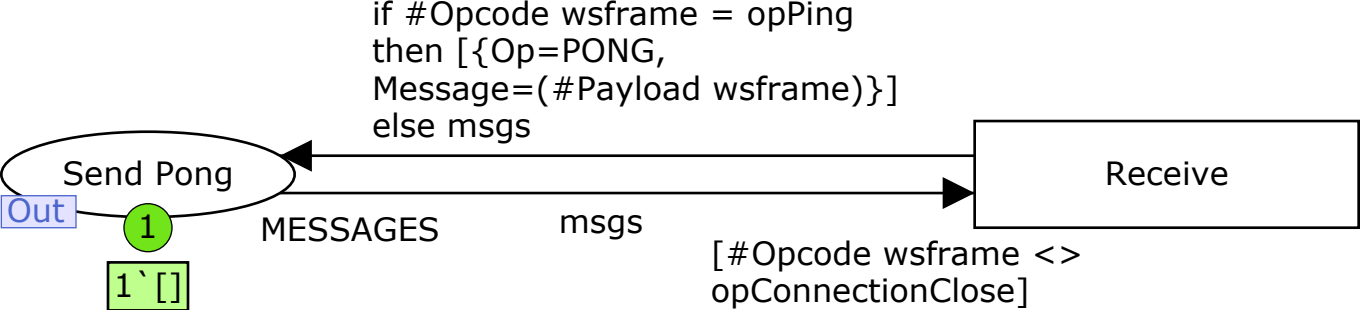 if #Opcode wsframe = opPing
then [{Op=PONG,
Message=(#Payload wsframe)}]
else msgs
Send Pong
Receive
Out
1
MESSAGES
msgs
[#Opcode wsframe <>
opConnectionClose]
1`[]